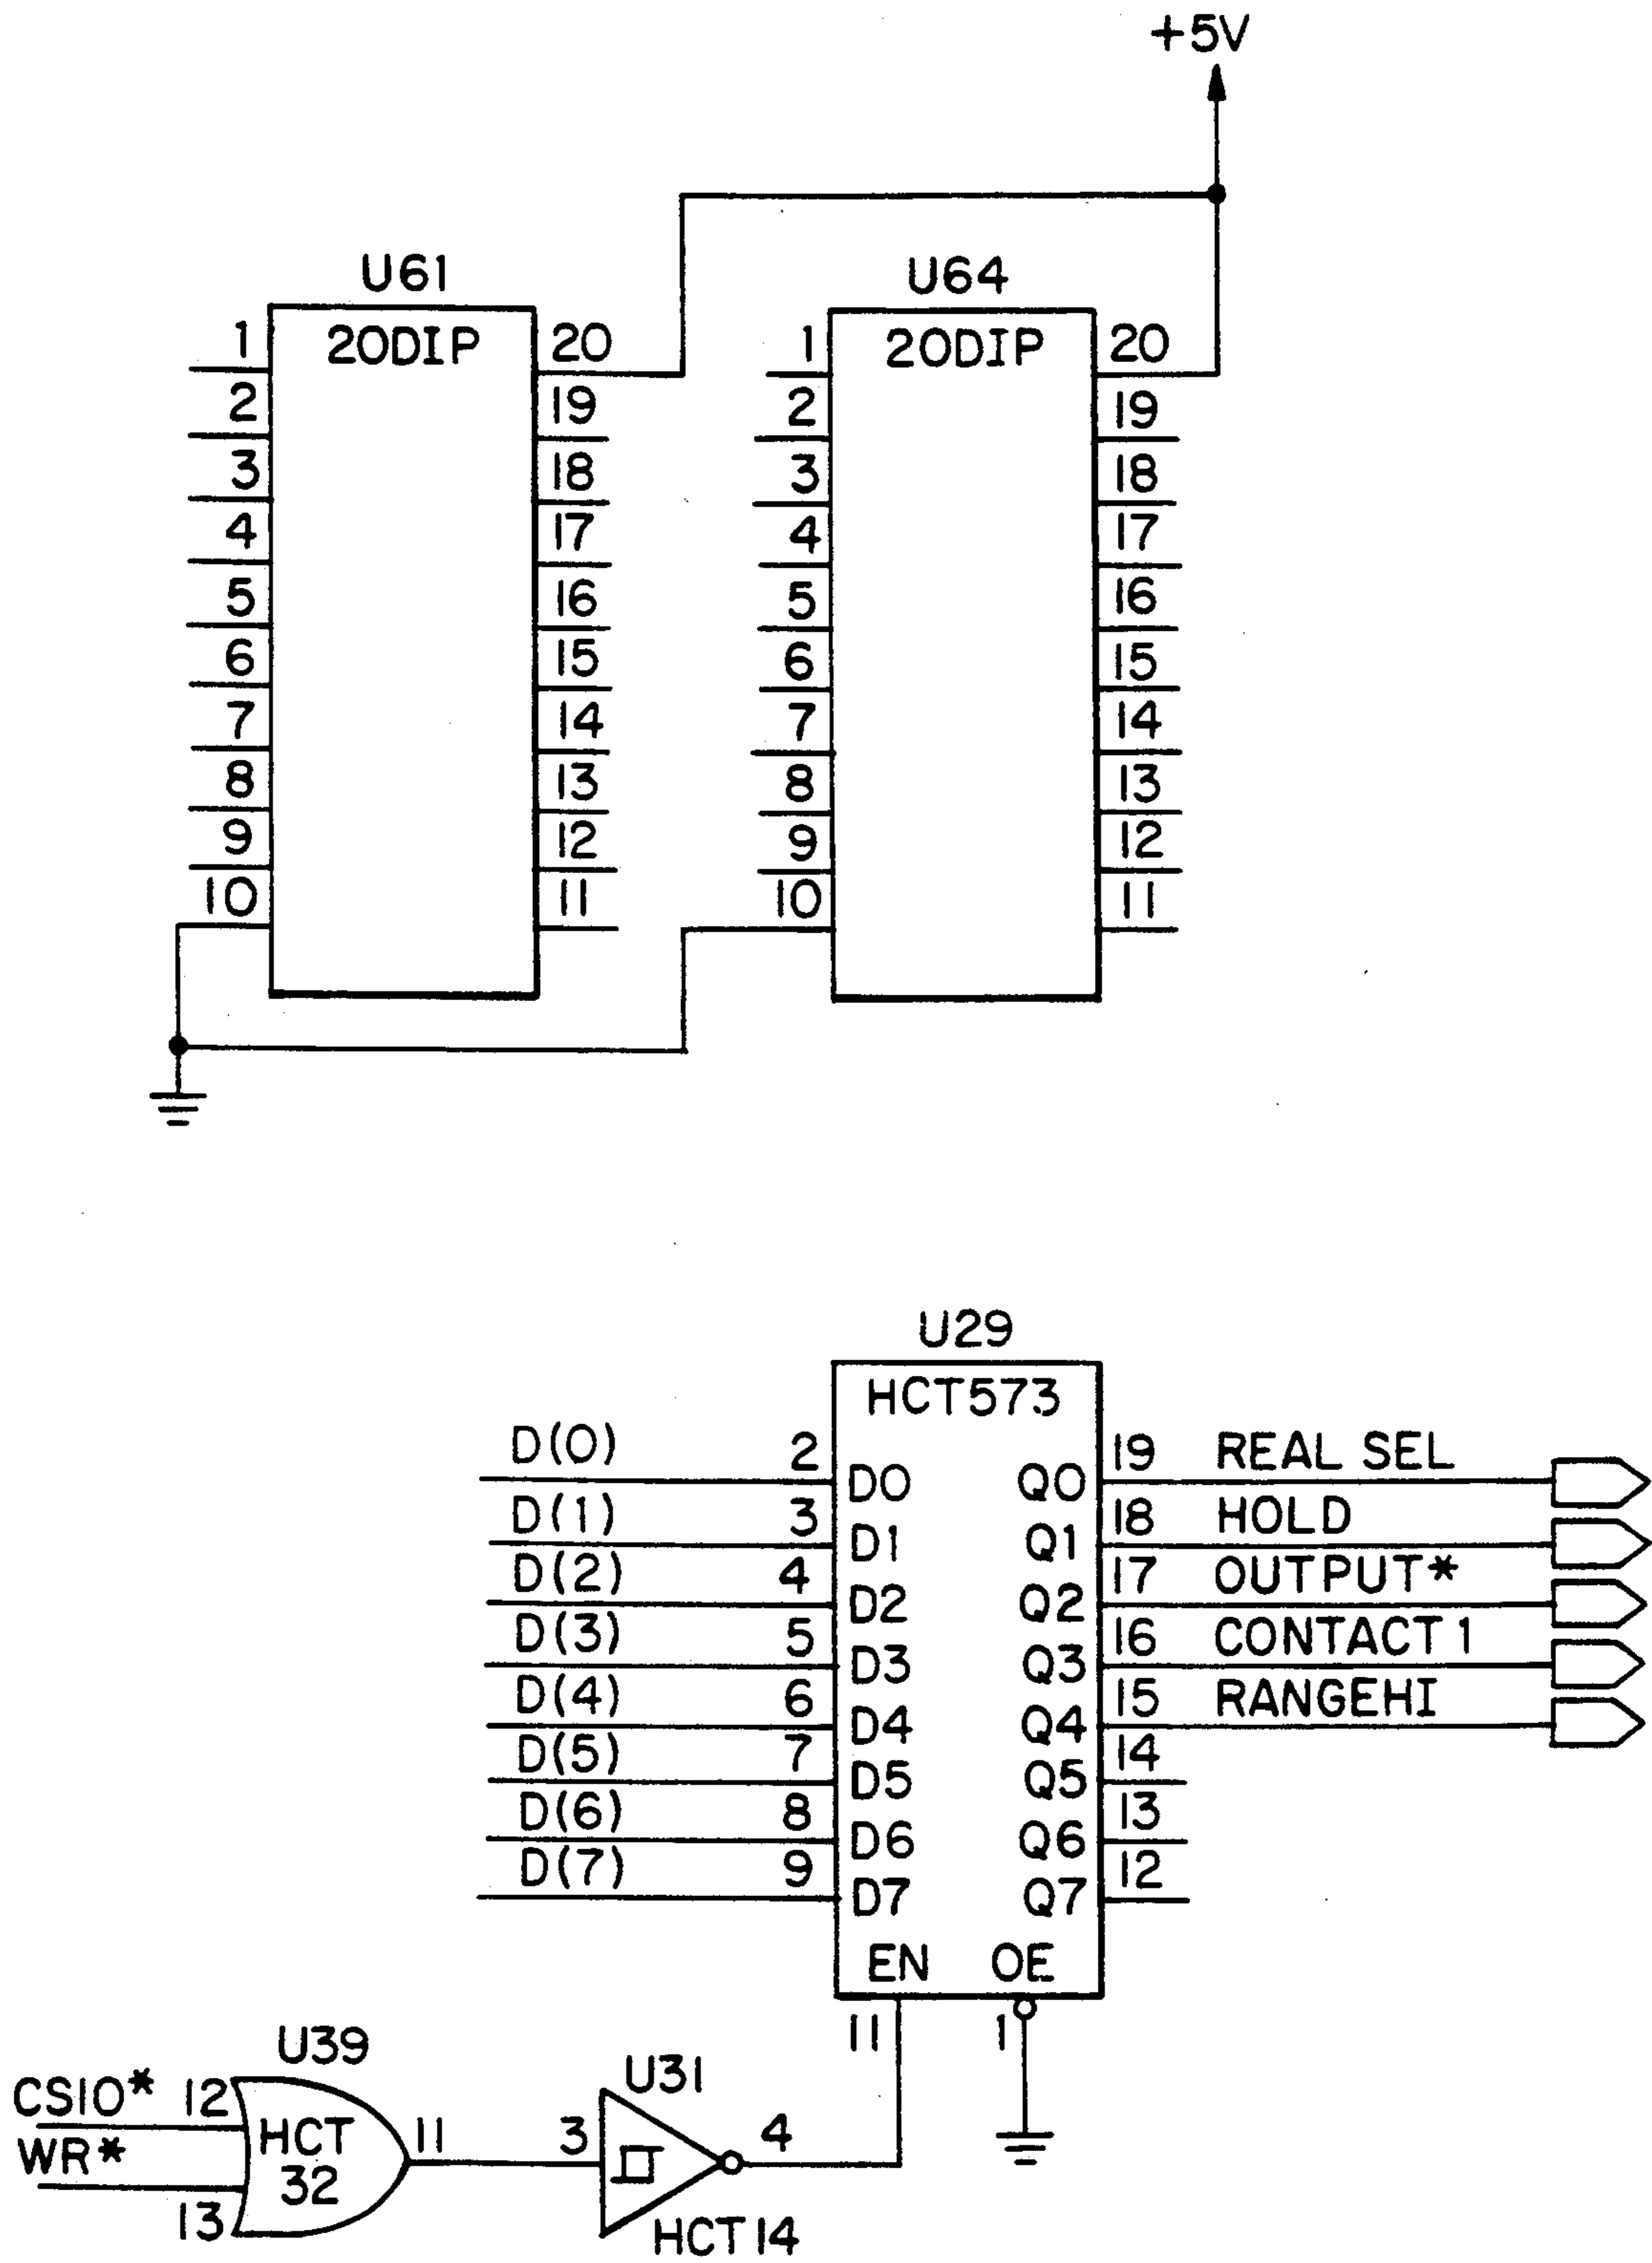 +5V
U61 U64
1 20DIP 20 1 20DIP 20
2 19 2 19
3 18 3 18
4 17 4 17
5 16 5 16
6 15 6 15
7 14 7 14
8 13 8 13
9 12 9 12
10 11 10 11
U29
HCT573
D(0) 2 D0 Q0 19 REAL SEL
D(1) 3 D1 Q1 18 HOLD
D(2) 4 D2 Q2 17 OUTPUT*
D(3) 5 D3 Q3 16 CONTACT 1
D(4) 6 D4 Q4 15 RANGEHI
D(5) 7 D5 Q5 14
D(6) 8 D6 Q6 13
D(7) 9 D7 Q7 12
EN OE
11 1
U39
U31
CSIO* 12 HCT 11 3 4
WR* 32
13 HCT14